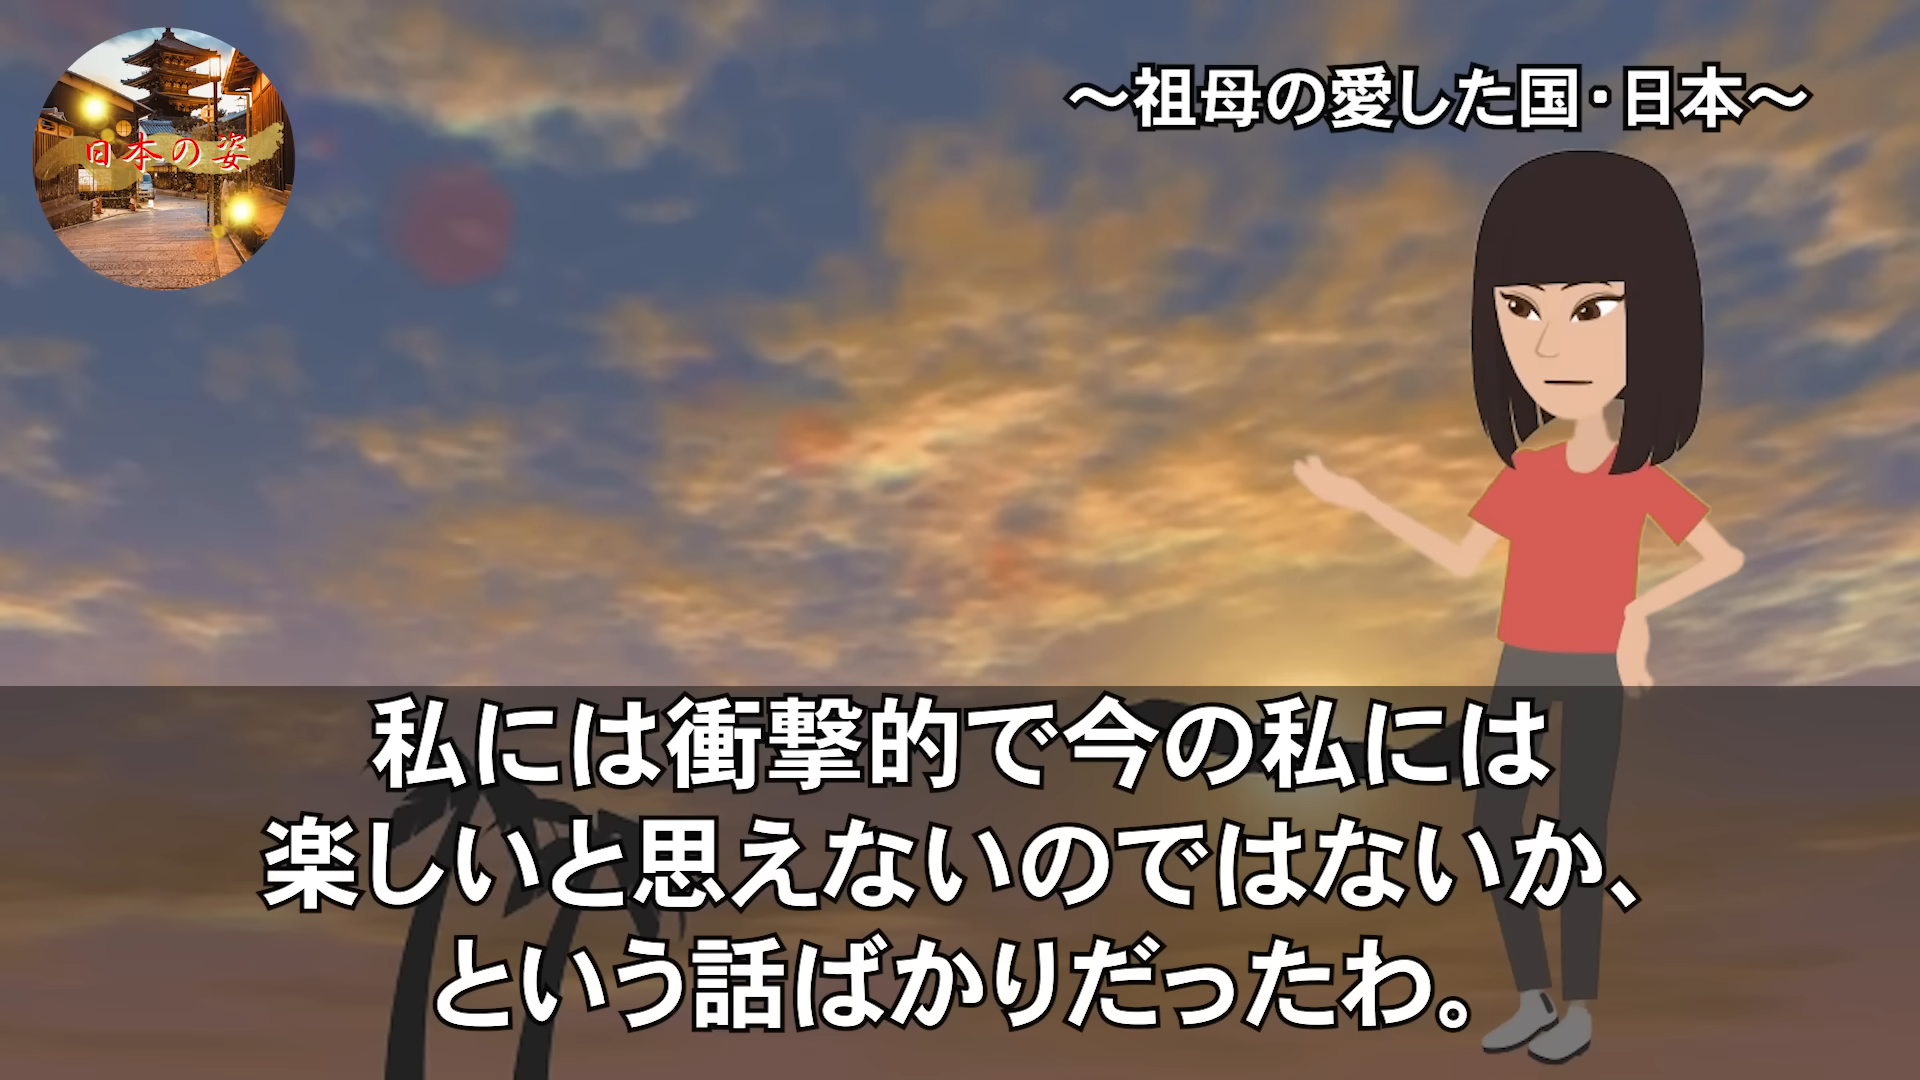 日本の姿
～祖母の愛した国・日本～
私には衝撃的で今の私には
楽しいと思えないのではないか、
という話ばかりだったわ。